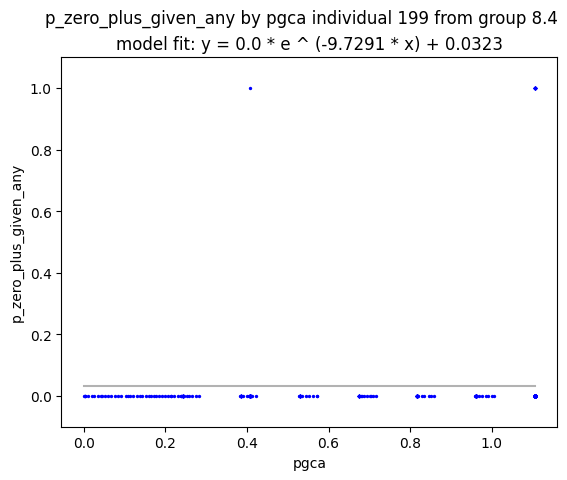 p_zero_plus_given_any by pgca individual 199 from group 8.4
model fit: y = 0.0 * e ^ (-9.7291 * x) + 0.0323
1.0
0.8
0.6
0.4
0.2
0.0
p_zero_plus_given_any
0.0 0.2 0.4 0.6 0.8 1.0
pgca